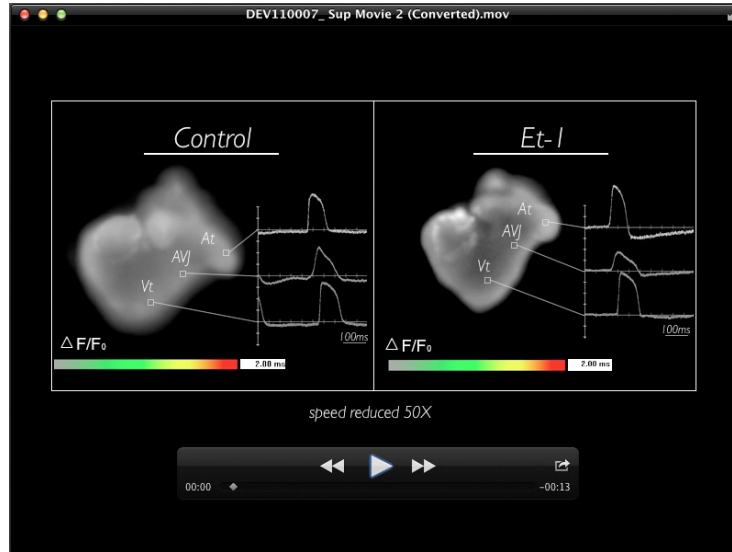 DEV110007_ Sup Movie 2 (Converted).mov
Control
At
AVJ
Vt
100ms
△ F/F₀
2.00 ms
Et-1
At
AVJ
Vt
100ms
△ F/F₀
2.00 ms
speed reduced 50X
00:00
-00:13